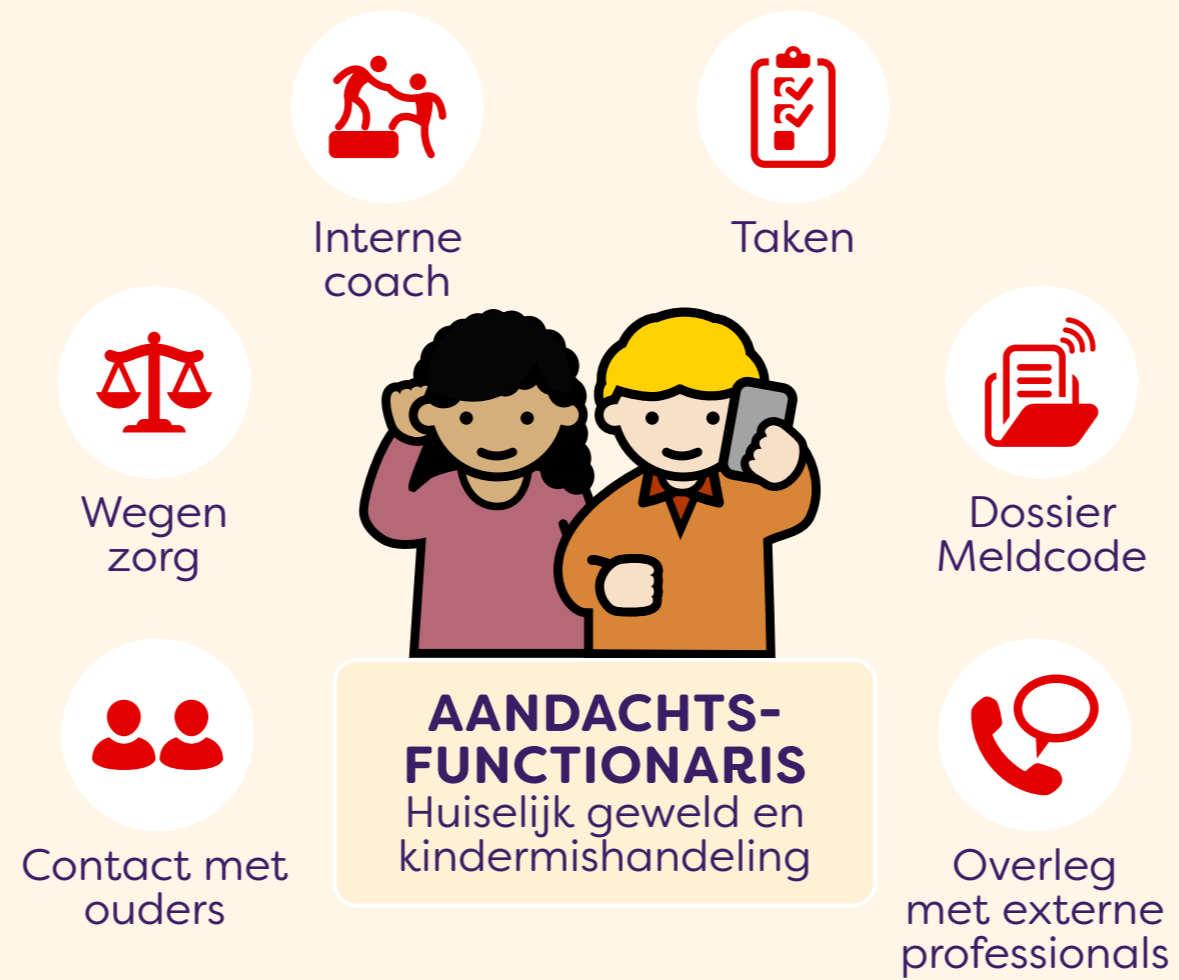 Interne
coach
Taken
Wegen
zorg
Dossier
Meldcode
Contact met
ouders
AANDACHTS-
FUNCTIONARIS
Huiselijk geweld en
kindermishandeling
Overleg
met externe
professionals